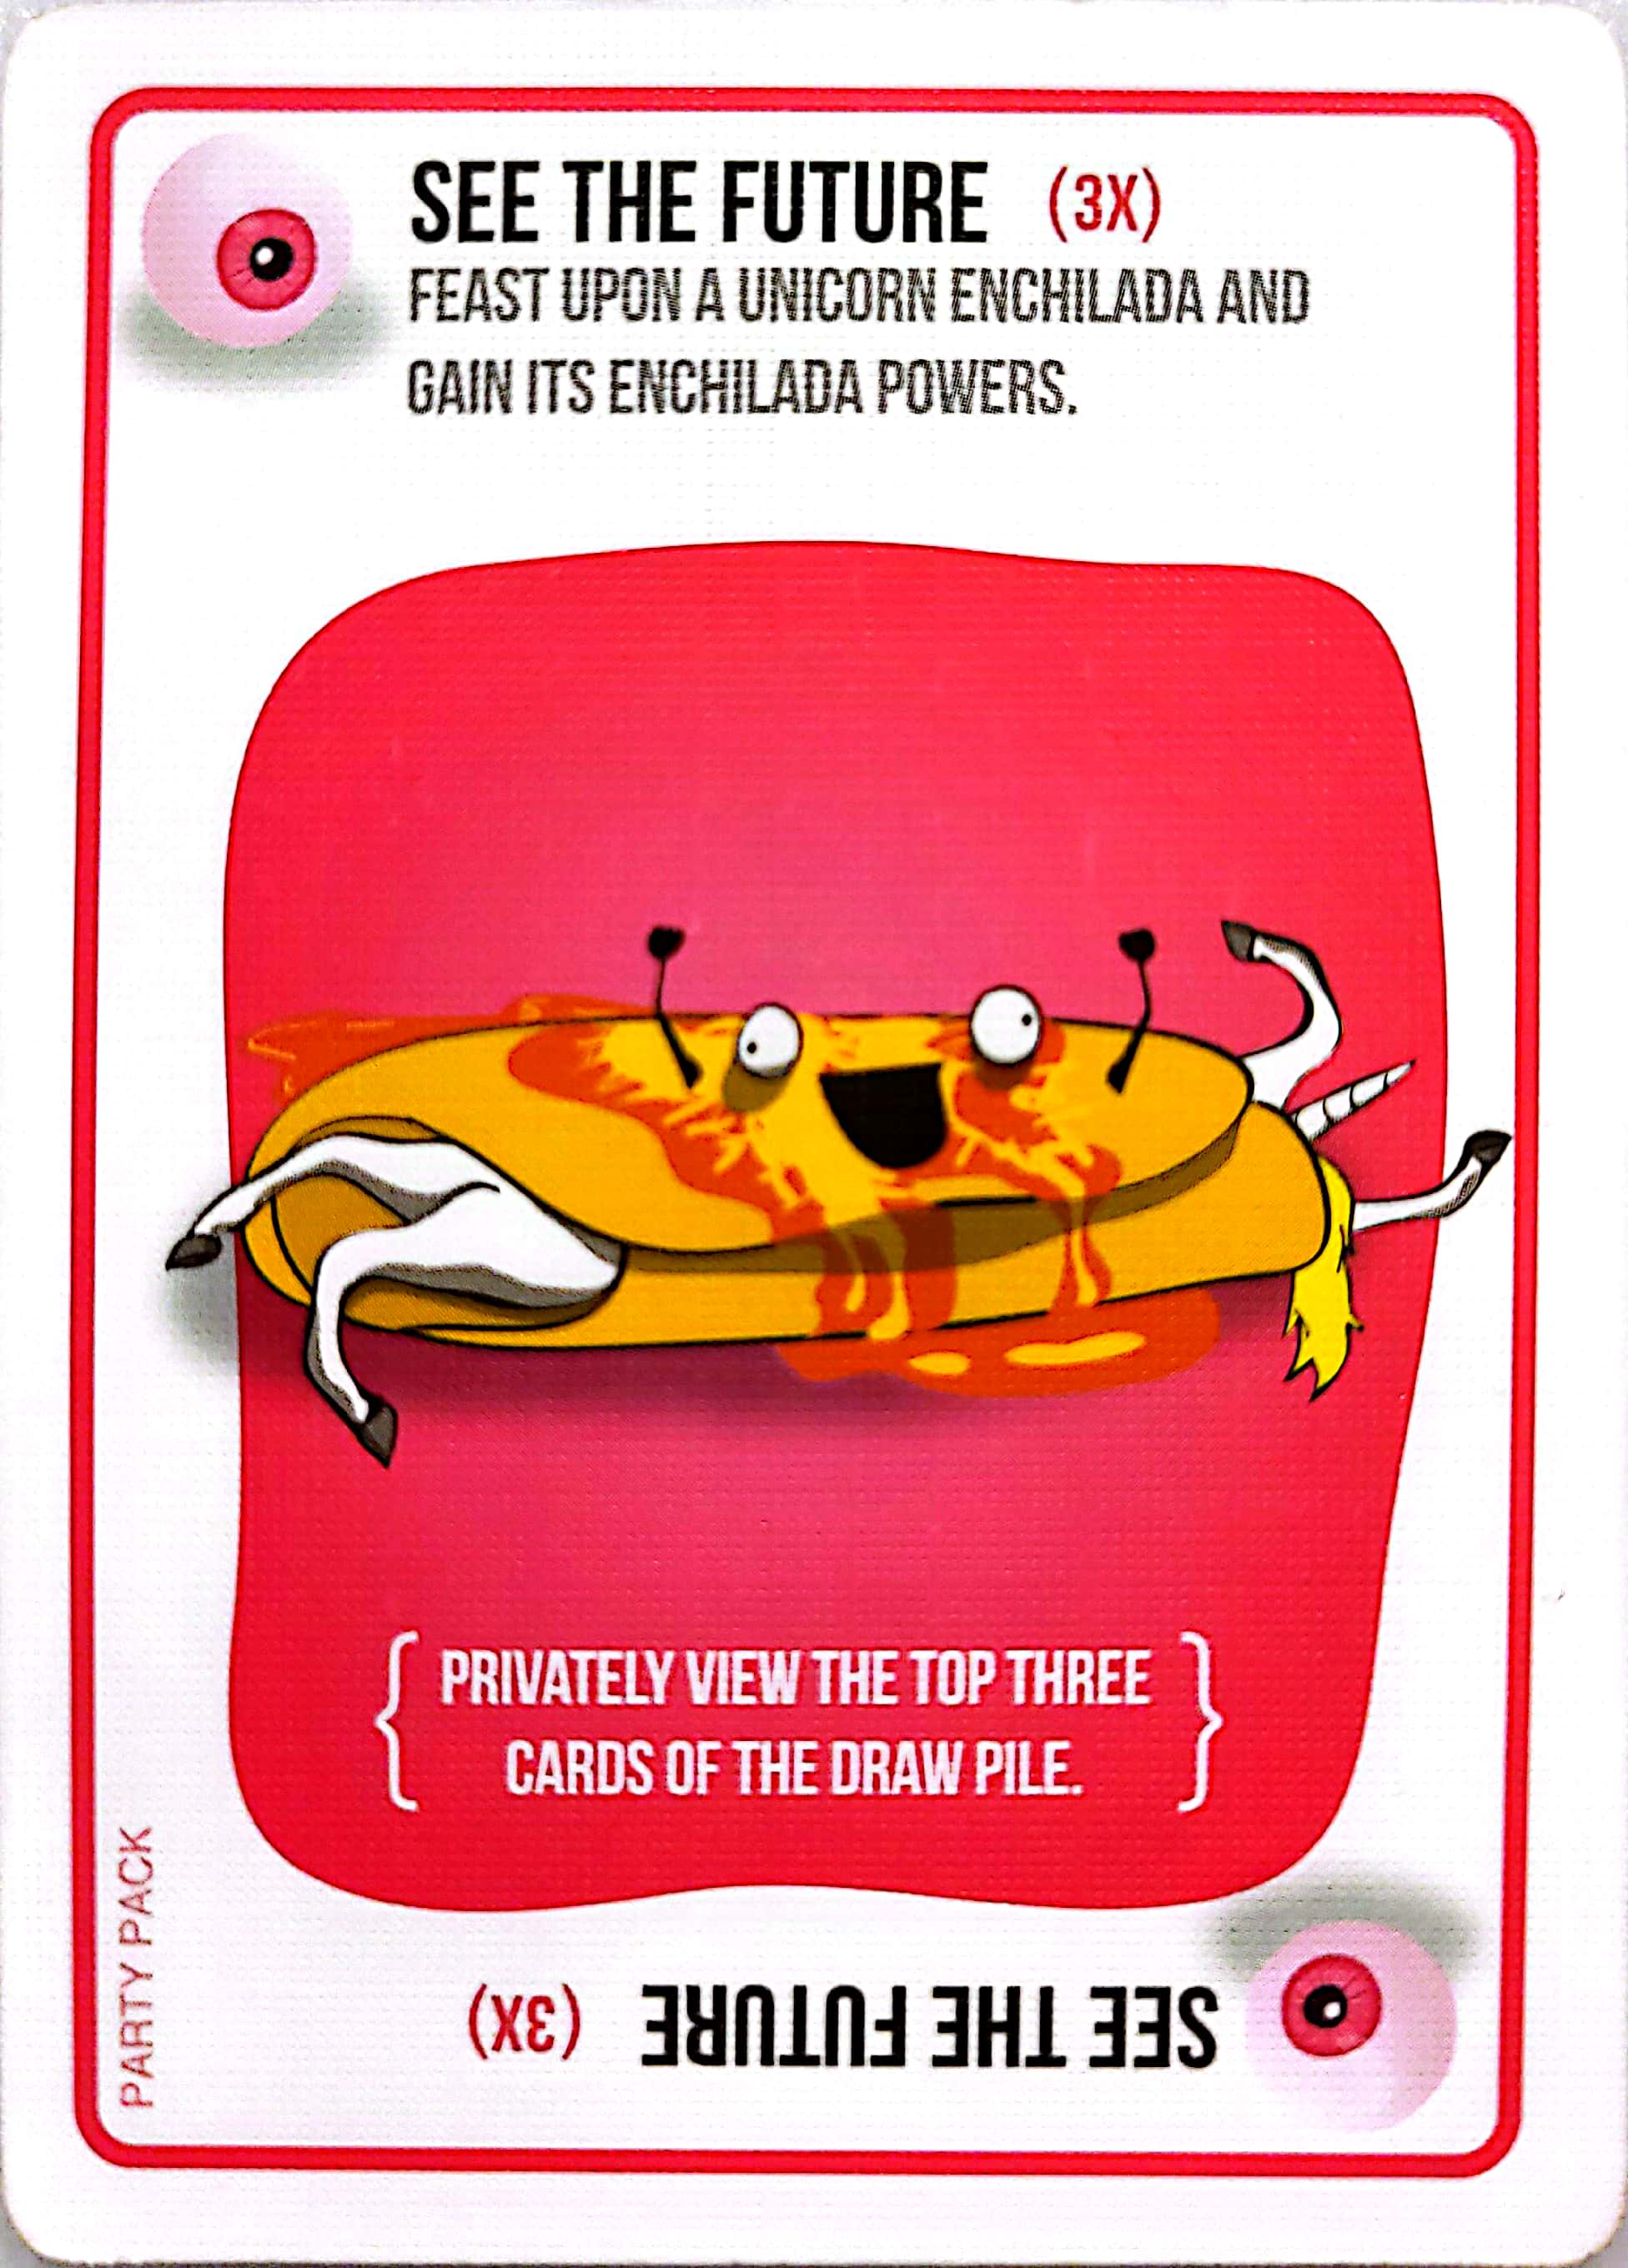 SEE THE FUTURE (3X)
FEAST UPON A UNICORN ENCHILADA AND
GAIN ITS ENCHILADA POWERS.
PRIVATELY VIEW THE TOP THREE
CARDS OF THE DRAW PILE.
PARTY PACK
SEE THE FUTURE (3X)